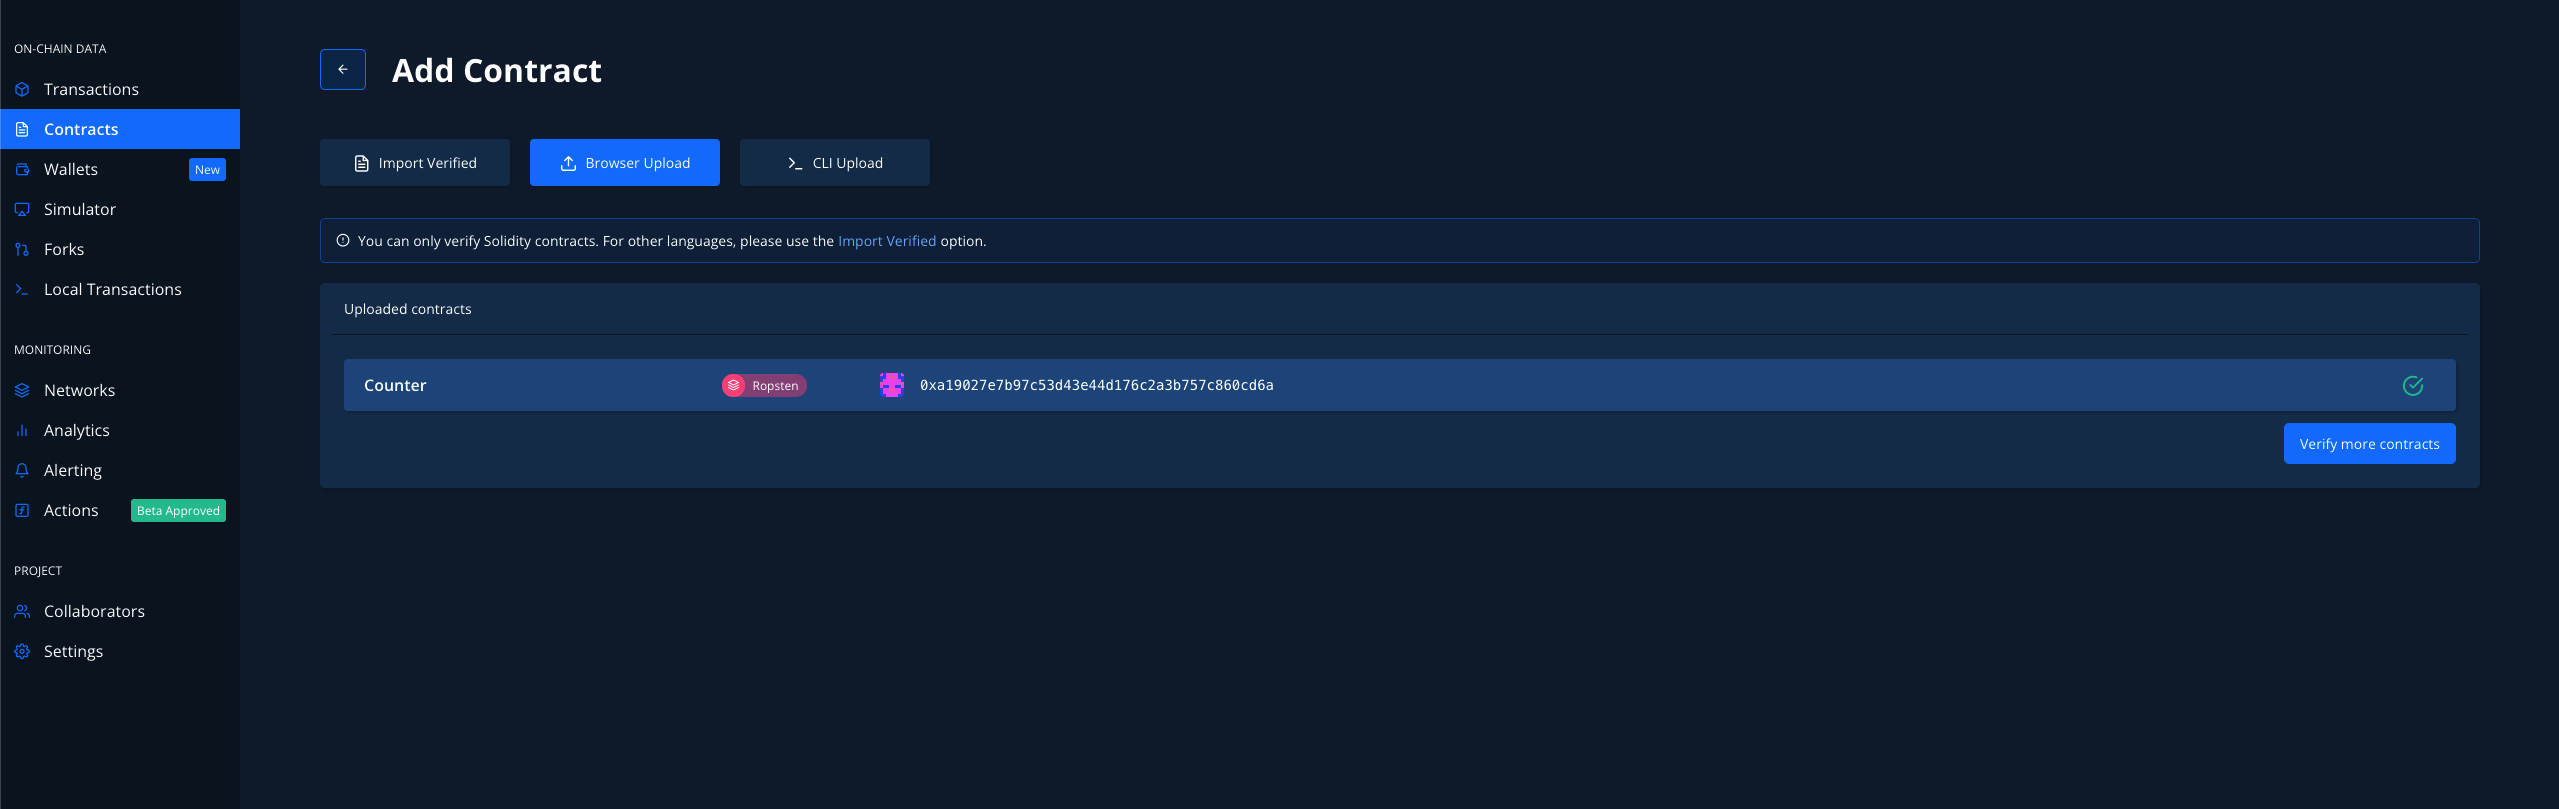 ON-CHAIN DATA
Transactions
Contracts
Wallets New
Simulator
Forks
Local Transactions
MONITORING
Networks
Analytics
Alerting
Actions Beta Approved
PROJECT
Collaborators
Settings
Add Contract
Import Verified Browser Upload CLI Upload
You can only verify Solidity contracts. For other languages, please use the Import Verified option.
Uploaded contracts
Counter Ropsten 0xa19027e7b97c53d43e44d176c2a3b757c860cd6a
Verify more contracts